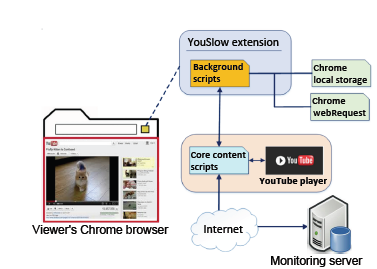 YouSlow extension
Background
scripts
Chrome
local storage
Chrome
webRequest
YouTube
Core content
scripts
YouTube
YouTube player
Viewer's Chrome browser
Internet
Monitoring server